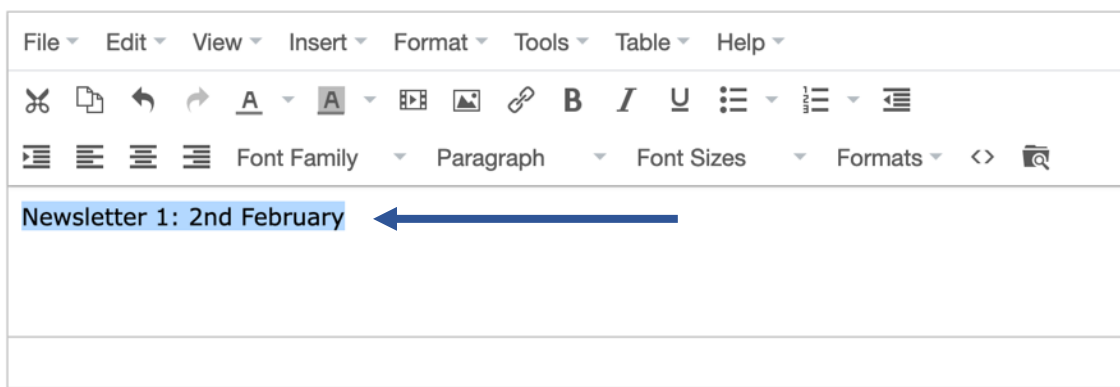 File Edit View Insert Format Tools Table Help
A A B I U
Font Family Paragraph Font Sizes Formats <>
Newsletter 1: 2nd February